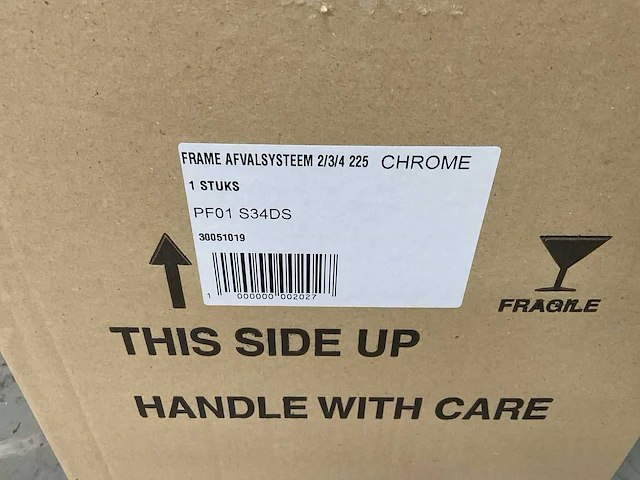 FRAME AFVALSYSTEEM 2/3/4 225 CHROME
1 STUKS
PF01 S34DS
30051019
1 000000 002027
FRAGILE
THIS SIDE UP
HANDLE WITH CARE